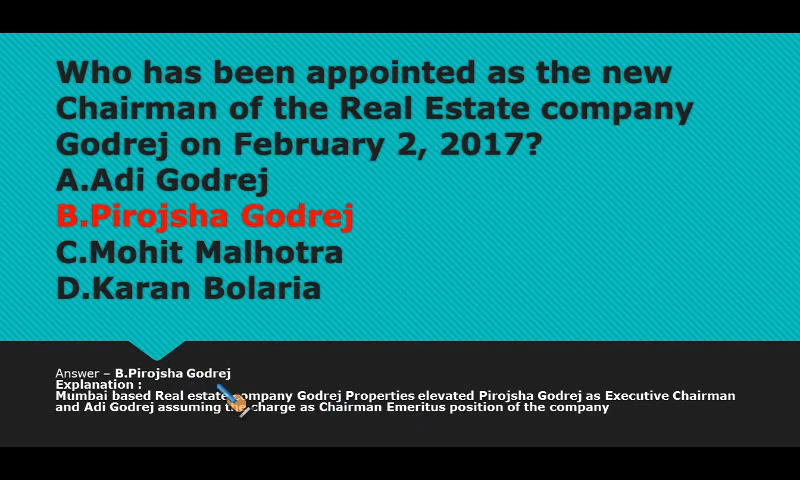 Who has been appointed as the new
Chairman of the Real Estate company
Godrej on February 2, 2017?
A.Adi Godrej
B.Pirojsha Godrej
C.Mohit Malhotra
D.Karan Bolaria
Answer – B.Pirojsha Godrej
Explanation :
Mumbai based Real estate company Godrej Properties elevated Pirojsha Godrej as Executive Chairman
and Adi Godrej assuming the charge as Chairman Emeritus position of the company